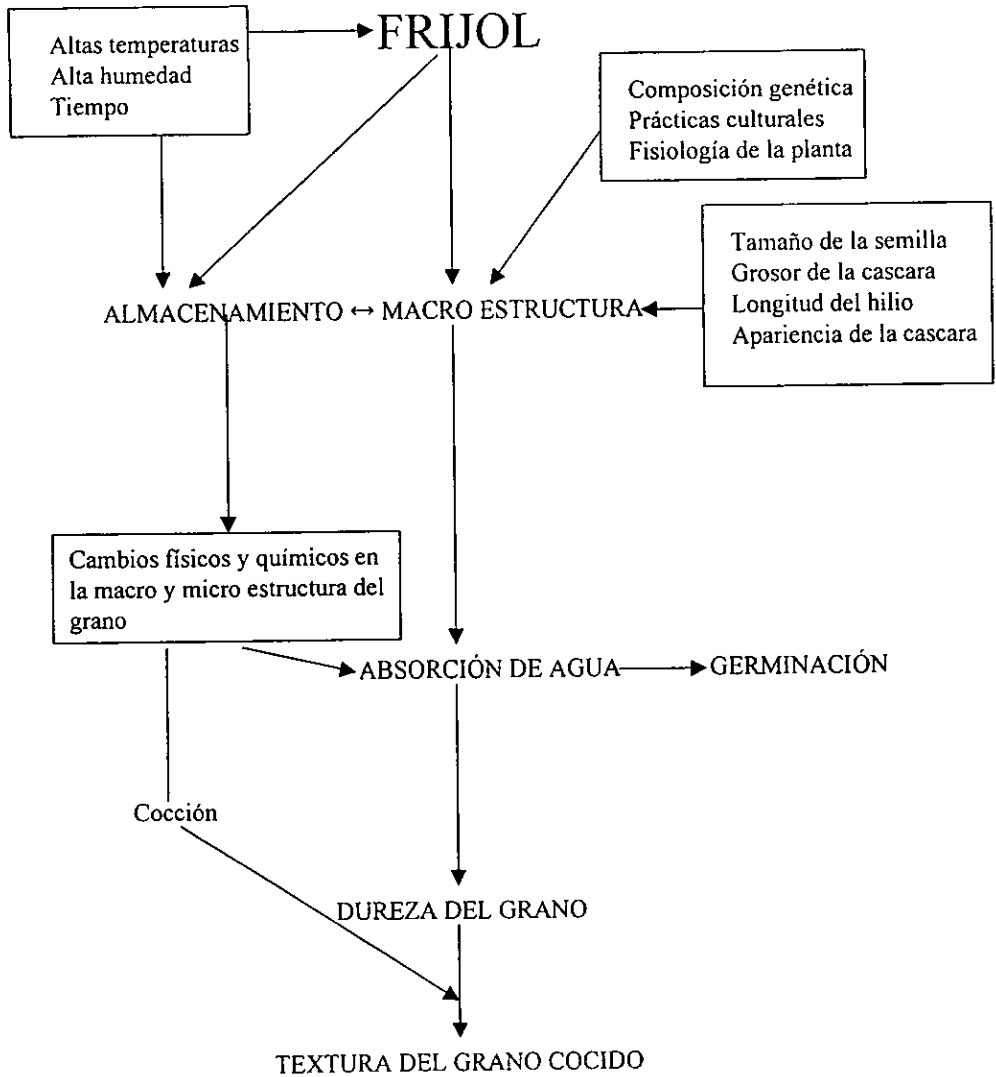 FRIJOL
Altas temperaturas
Alta humedad
Tiempo
Composición genética
Prácticas culturales
Fisiología de la planta
Tamaño de la semilla
Grosor de la cascara
Longitud del hilio
Apariencia de la cascara
ALMACENAMIENTO ↔ MACRO ESTRUCTURA
Cambios físicos y químicos en
la macro y micro estructura del
grano
ABSORCIÓN DE AGUA
GERMINACIÓN
Cocción
DUREZA DEL GRANO
TEXTURA DEL GRANO COCIDO